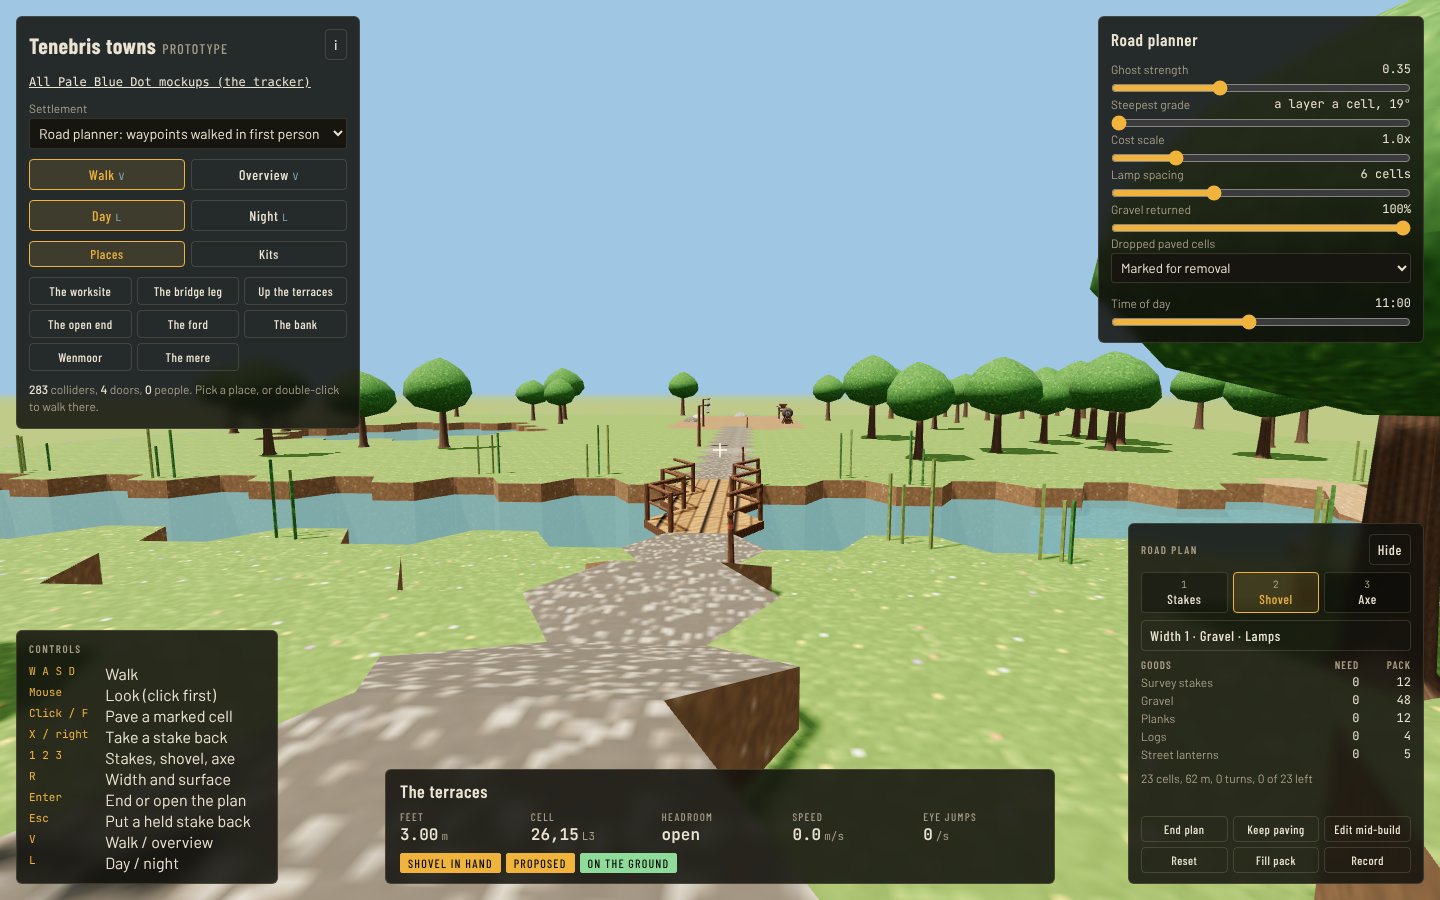 Tenebris towns PROTOTYPE
i
All Pale Blue Dot mockups (the tracker)
Settlement
Road planner: waypoints walked in first person
Walk V
Overview V
Day L
Night L
Places
Kits
The worksite
The bridge leg
Up the terraces
The open end
The ford
The bank
Wenmoor
The mere
283 colliders, 4 doors, 0 people. Pick a place, or double-click
to walk there.
CONTROLS
W A S D Walk
Mouse Look (click first)
Click / F Pave a marked cell
X / right Take a stake back
1 2 3 Stakes, shovel, axe
R Width and surface
Enter End or open the plan
Esc Put a held stake back
V Walk / overview
L Day / night
The terraces
FEET CELL HEADROOM SPEED EYE JUMPS
3.00 m 26,15 L3 open 0.0 m/s 0 /s
SHOVEL IN HAND PROPOSED ON THE GROUND
Road planner
Ghost strength 0.35
Steepest grade a layer a cell, 19°
Cost scale 1.0x
Lamp spacing 6 cells
Gravel returned 100%
Dropped paved cells
Marked for removal
Time of day 11:00
ROAD PLAN
Hide
1 Stakes
2 Shovel
3 Axe
Width 1 · Gravel · Lamps
GOODS NEED PACK
Survey stakes 0 12
Gravel 0 48
Planks 0 12
Logs 0 4
Street lanterns 0 5
23 cells, 62 m, 0 turns, 0 of 23 left
End plan
Keep paving
Edit mid-build
Reset
Fill pack
Record